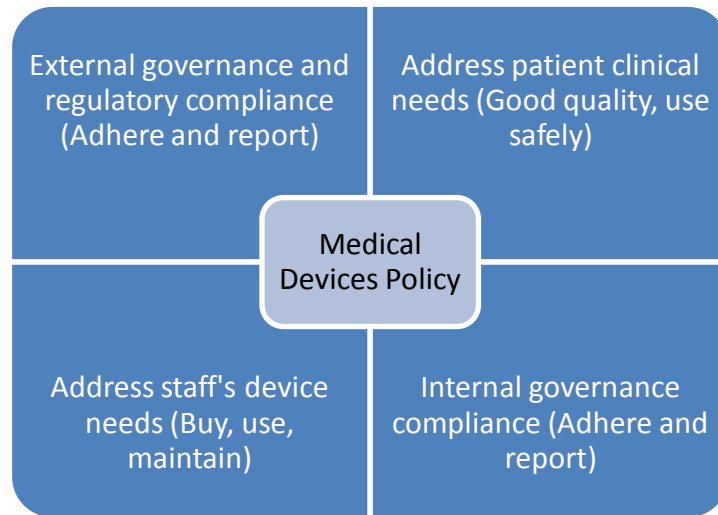 External governance and
regulatory compliance
(Adhere and report)
Address patient clinical
needs (Good quality, use
safely)
Medical
Devices Policy
Address staff's device
needs (Buy, use,
maintain)
Internal governance
compliance (Adhere and
report)